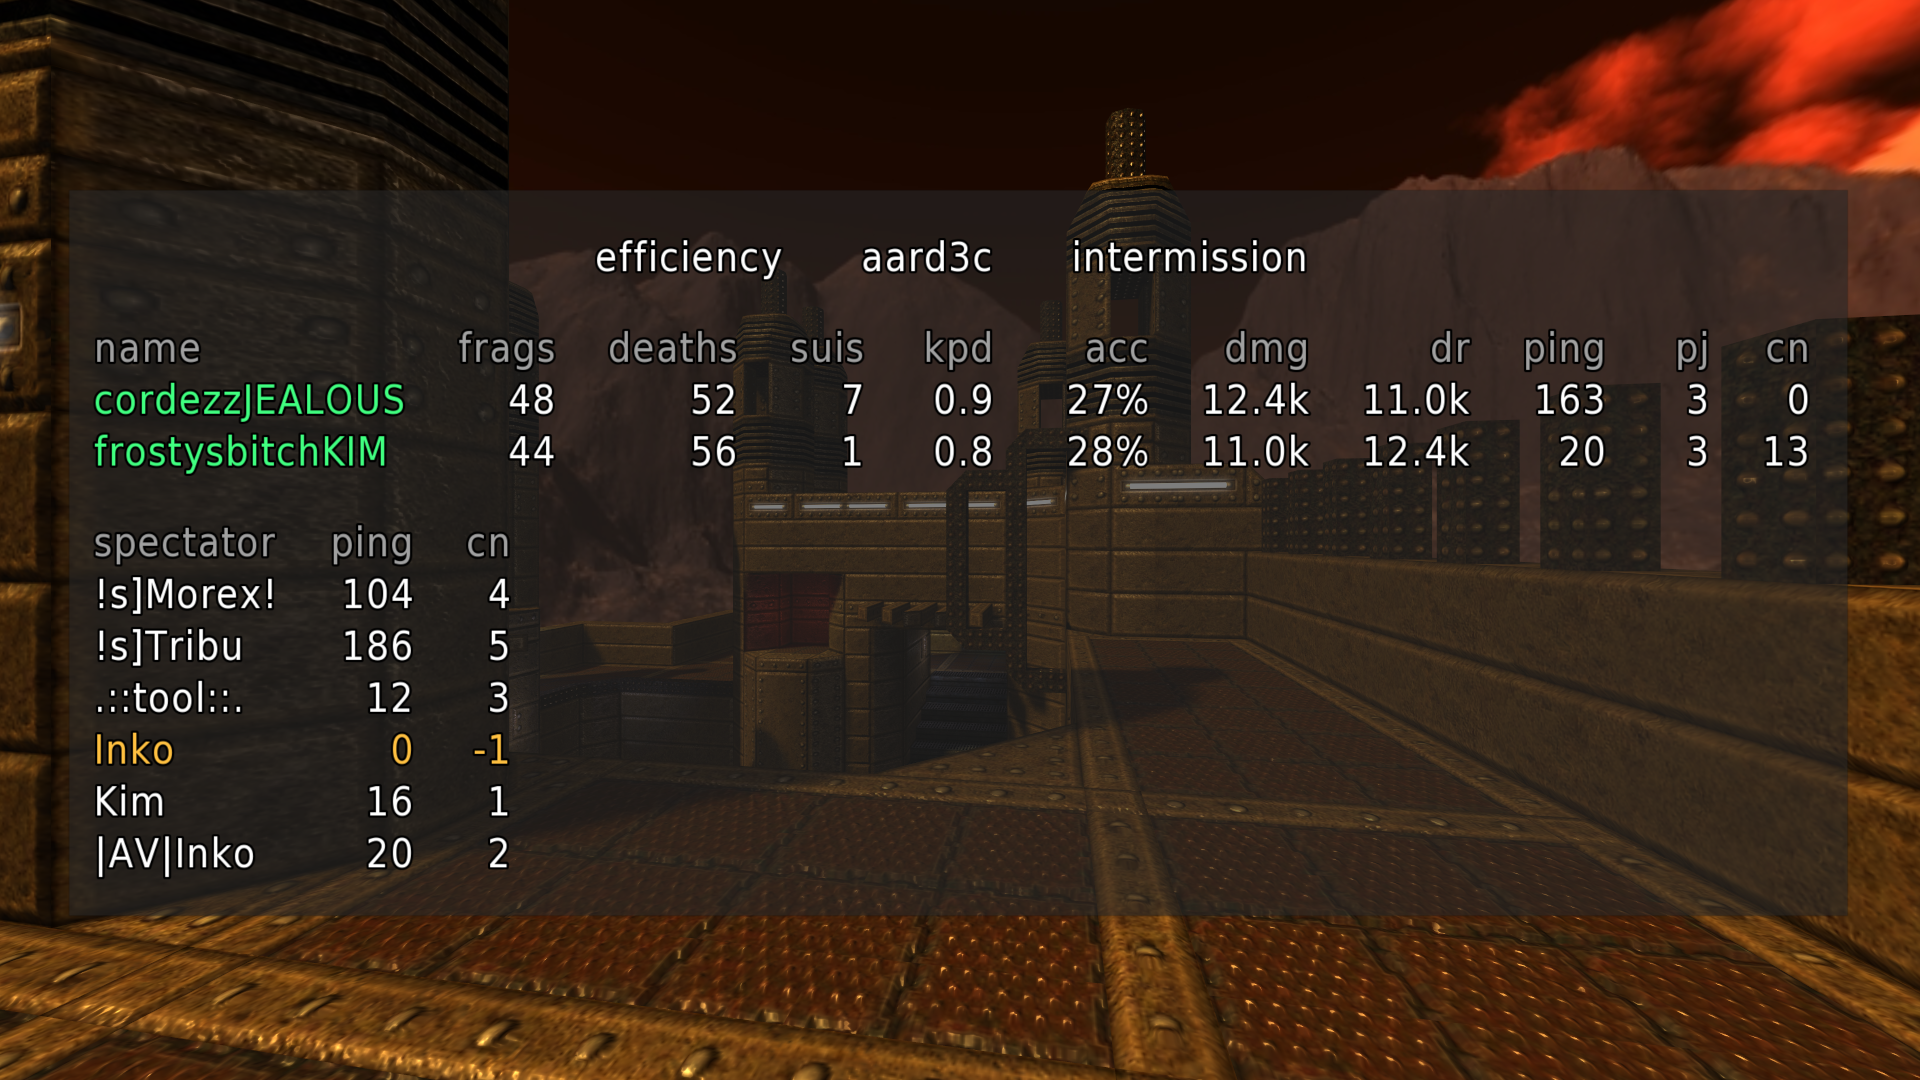 efficiency aard3c intermission
name frags deaths suis kpd acc dmg dr ping pj cn
cordezzJEALOUS 48 52 7 0.9 27% 12.4k 11.0k 163 3 0
frostysbitchKIM 44 56 1 0.8 28% 11.0k 12.4k 20 3 13
spectator ping cn
!s]Morex! 104 4
!s]Tribu 186 5
.::tool::. 12 3
Inko 0 -1
Kim 16 1
|AV|Inko 20 2